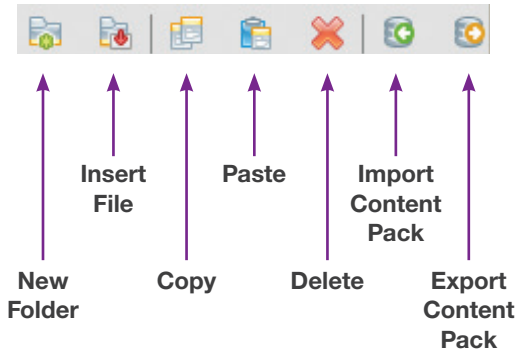 Insert
File
Paste
Import
Content
Pack
New
Folder
Copy
Delete
Export
Content
Pack